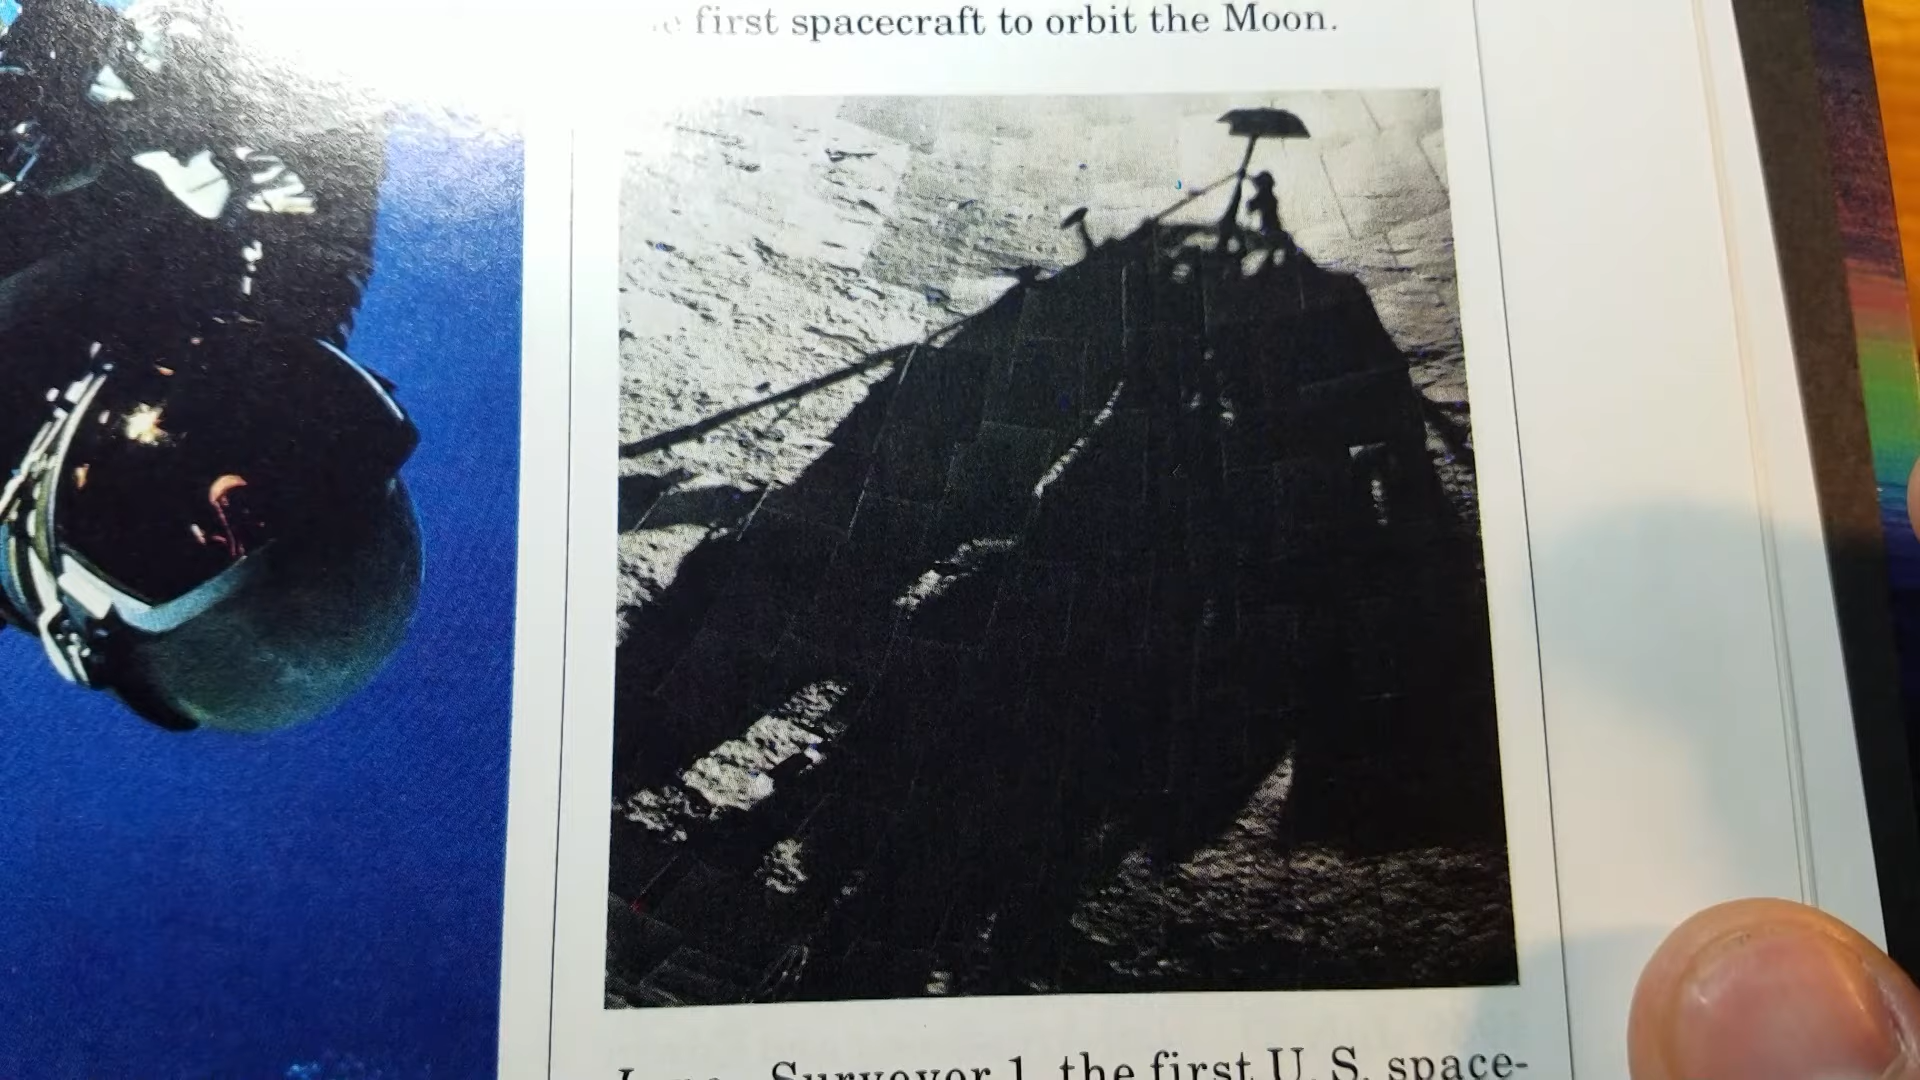 first spacecraft to orbit the Moon.
Surveyor 1, the first U. S. space-